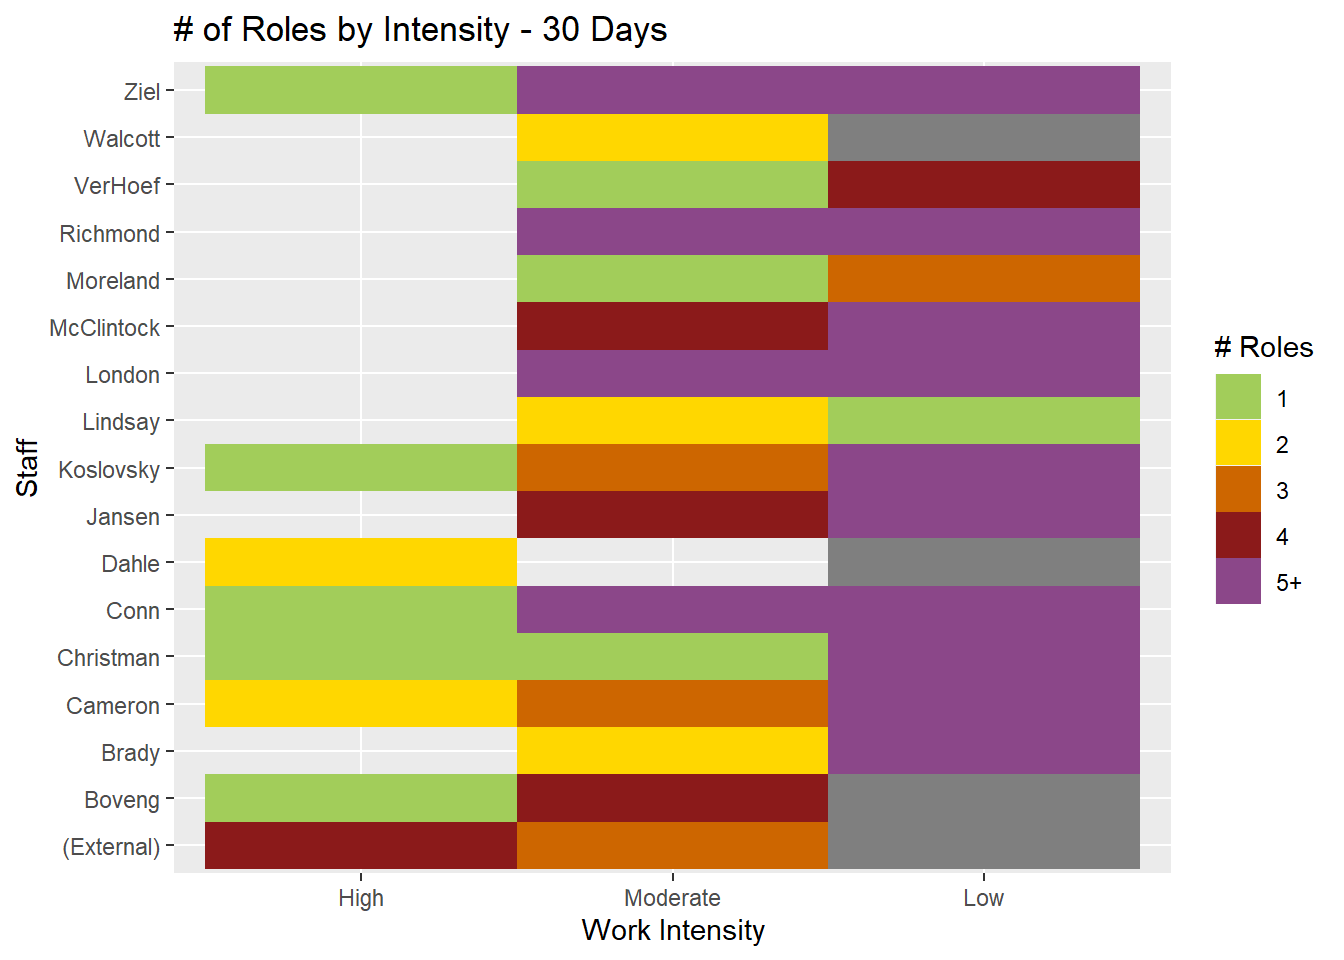 # of Roles by Intensity - 30 Days
Ziel
Walcott
VerHoef
Richmond
Moreland
McClintock
London
Lindsay
Koslovsky
Jansen
Dahle
Conn
Christman
Cameron
Brady
Boveng
(External)
Staff
High
Moderate
Low
Work Intensity
# Roles
1
2
3
4
5+